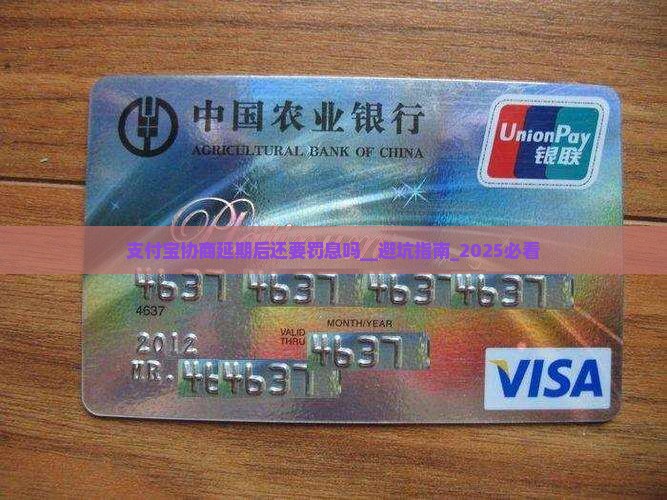 中国农业银行
AGRICULTURAL BANK OF CHINA
UnionPay
银联
支付宝协商延期后还要罚息吗__避坑指南_2025必看
4637 4637 4637 4637
4637
MONTH/YEAR
VALID
THRU
2012
4637
MR.
4637
VISA